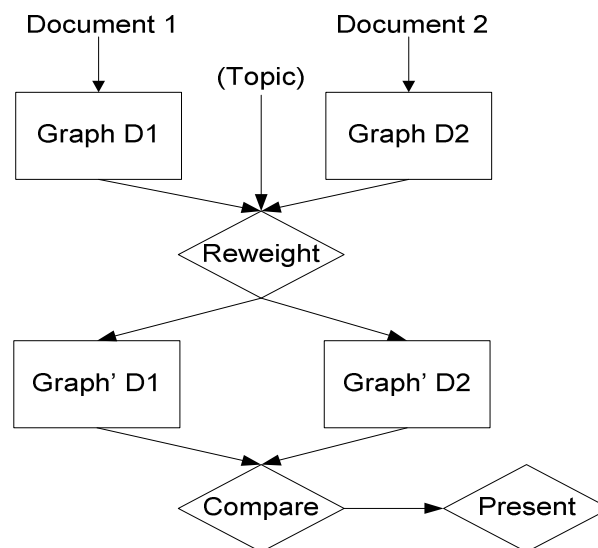 Document 1
Document 2
(Topic)
Graph D1
Graph D2
Reweight
Graph’ D1
Graph’ D2
Compare
Present